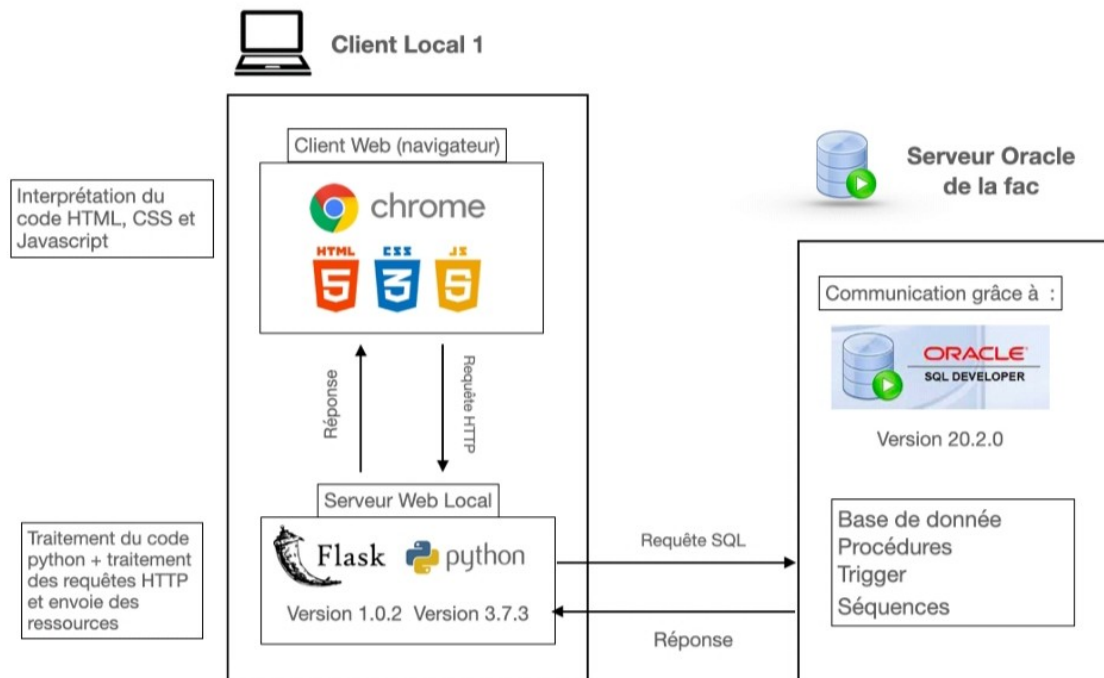 Client Local 1
Client Web (navigateur)
chrome
HTML
CSS
JS
5
3
5
Interprétation du
code HTML, CSS et
Javascript
Réponse
Requête HTTP
Serveur Web Local
Flask
python
Version 1.0.2
Version 3.7.3
Traitement du code
python + traitement
des requêtes HTTP
et envoie des
ressources
Requête SQL
Réponse
Serveur Oracle
de la fac
Communication grâce à :
ORACLE
SQL DEVELOPER
Version 20.2.0
Base de donnée
Procédures
Trigger
Séquences